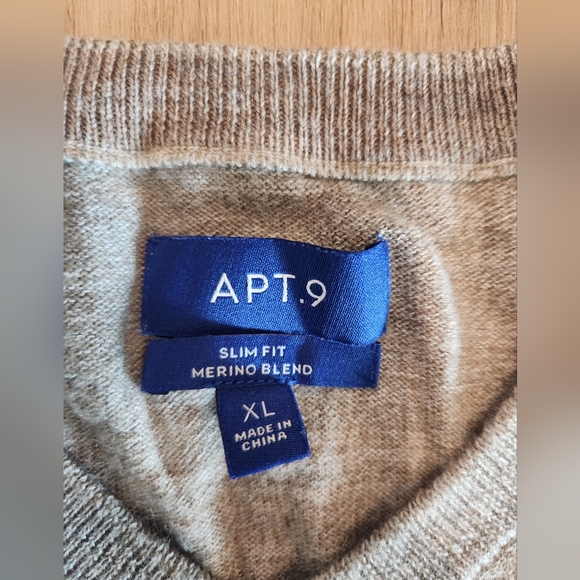 APT.9
SLIM FIT
MERINO BLEND
XL
MADE IN
CHINA